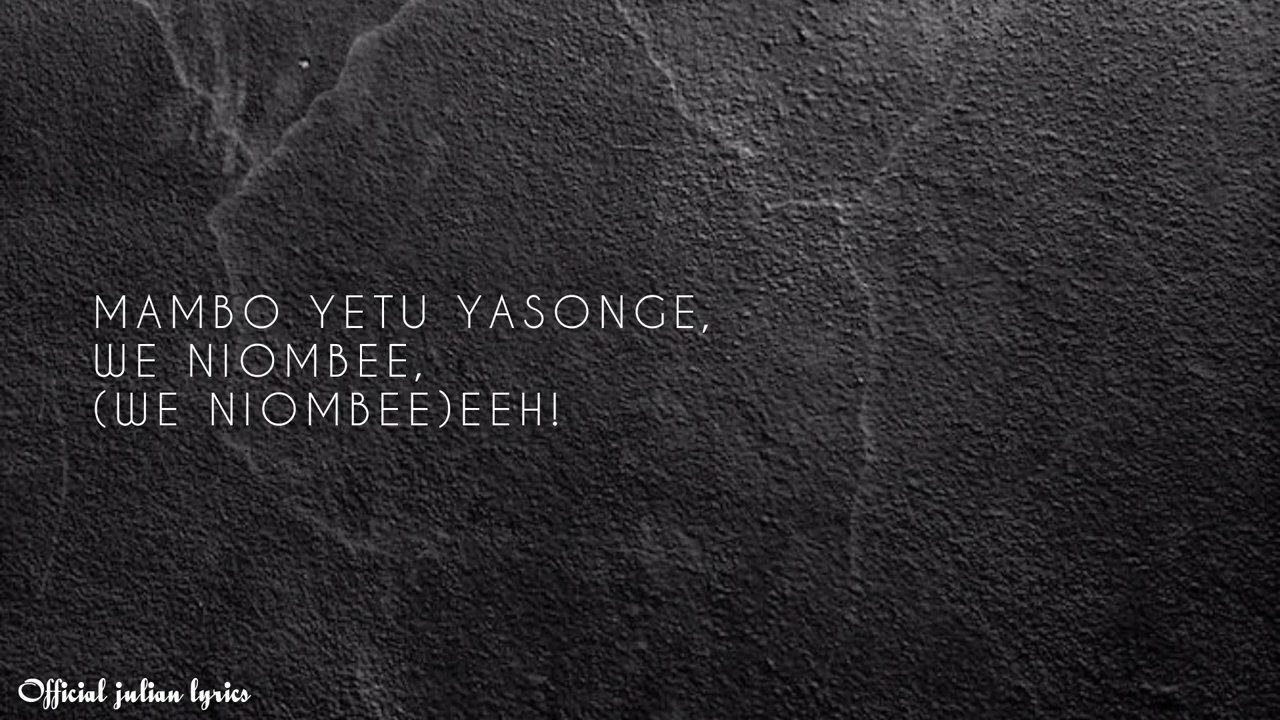 MAMBO YETU YASONGE,
WE NIOMBEE,
(WE NIOMBEE)EEH!
Official julian lyrics